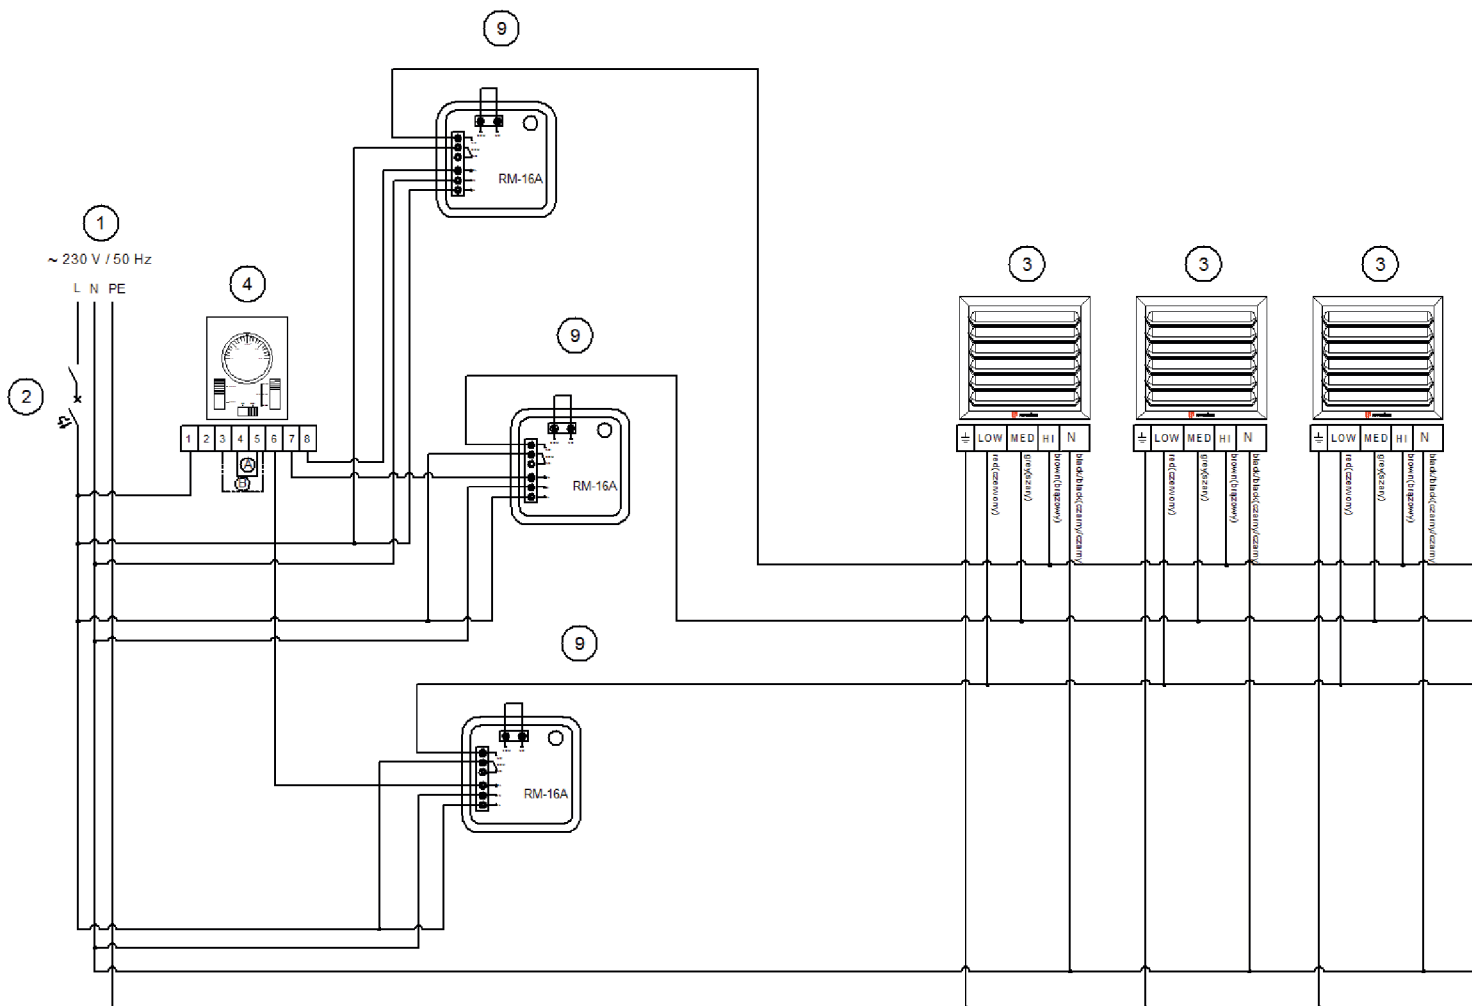 9
RM-16A
1
~ 230 V / 50 Hz
L N PE
4
2
1 2 3 4 5 6 7 8
A
B
9
RM-16A
9
RM-16A
3
3
3
LOW MED HI N
red(czerwony)
grey(szary)
brown(brązowy)
black/black(czarny/czarny)
LOW MED HI N
red(czerwony)
grey(szary)
brown(brązowy)
black/black(czarny/czarny)
LOW MED HI N
red(czerwony)
grey(szary)
brown(brązowy)
black/black(czarny/czarny)